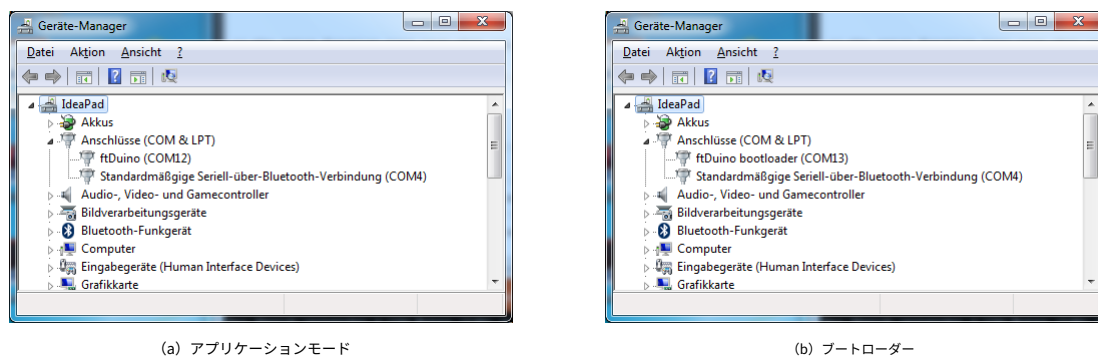 Geräte-Manager
Datei Aktion Ansicht ?
IdeaPad
Akkus
Anschlüsse (COM & LPT)
ftDuino (COM12)
Standardmäßgige Seriell-über-Bluetooth-Verbindung (COM4)
Audio-, Video- und Gamecontroller
Bildverarbeitungsgeräte
Bluetooth-Funkgerät
Computer
Eingabegeräte (Human Interface Devices)
Grafikkarte
(a) アプリケーションモード
Geräte-Manager
Datei Aktion Ansicht ?
IdeaPad
Akkus
Anschlüsse (COM & LPT)
ftDuino bootloader (COM13)
Standardmäßgige Seriell-über-Bluetooth-Verbindung (COM4)
Audio-, Video- und Gamecontroller
Bildverarbeitungsgeräte
Bluetooth-Funkgerät
Computer
Eingabegeräte (Human Interface Devices)
Grafikkarte
(b) ブートローダー